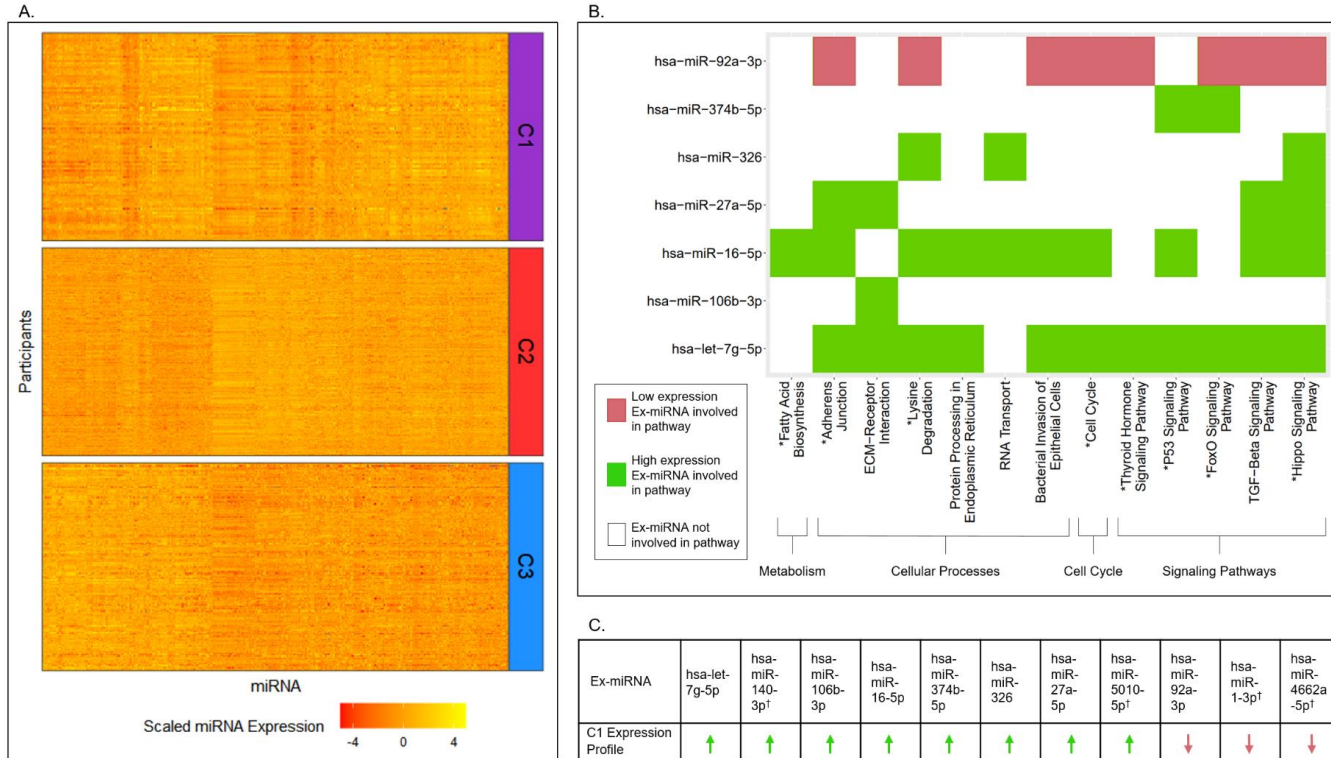 A.
C1
C2
C3
Participants
miRNA
Scaled miRNA Expression
-4
0
4
B.
hsa−miR−92a−3p
hsa−miR−374b−5p
hsa−miR−326
hsa−miR−27a−5p
hsa−miR−16−5p
hsa−miR−106b−3p
hsa−let−7g−5p
Low expression
Ex-miRNA involved
in pathway
High expression
Ex-miRNA involved
in pathway
Ex-miRNA not
involved in pathway
*Fatty Acid
Biosynthesis
*Adherens
Junction
ECM−Receptor
Interaction
*Lysine
Degradation
Protein Processing in
Endoplasmic Reticulum
RNA Transport
Bacterial Invasion of
Epithelial Cells
*Cell Cycle
*Thyroid Hormone
Signaling Pathway
*P53 Signaling
Pathway
*FoxO Signaling
Pathway
TGF−Beta Signaling
Pathway
*Hippo Signaling
Pathway
Metabolism
Cellular Processes
Cell Cycle
Signaling Pathways
C.
Ex-miRNA
hsa-let-
7g-5p
hsa-
miR-
140-
3p†
hsa-
miR-
106b-
3p
hsa-
miR-
16-5p
hsa-
miR-
374b-
5p
hsa-
miR-
326
hsa-
miR-
27a-
5p
hsa-
miR-
5010-
5p†
hsa-
miR-
92a-
3p
hsa-
miR-
1-3p†
hsa-
miR-
4662a
-5p†
C1 Expression
Profile